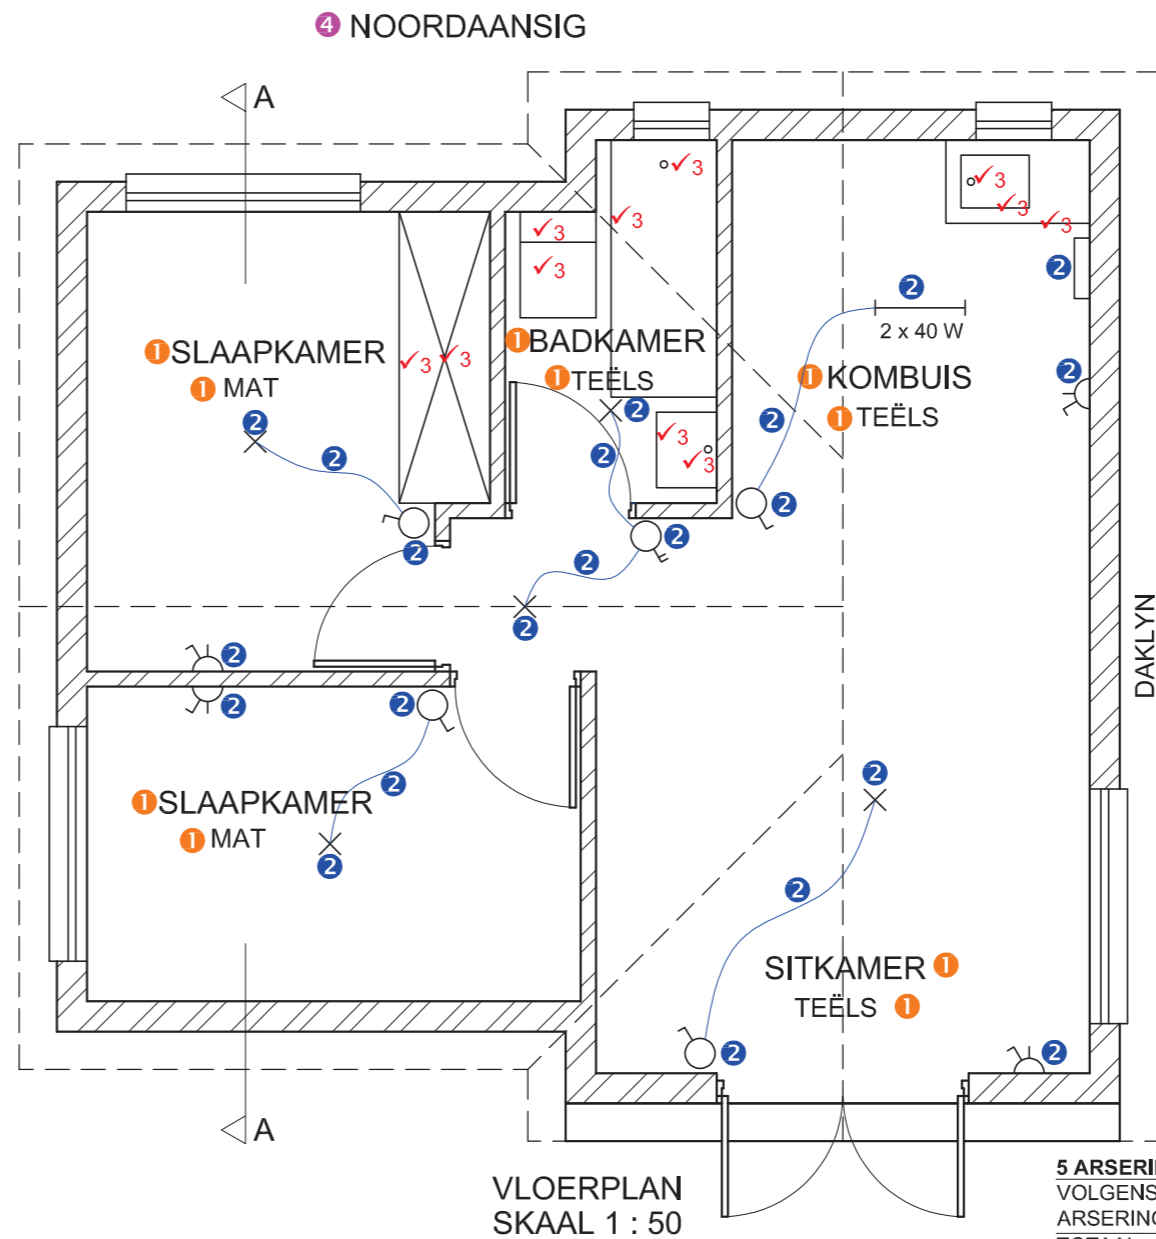 4 NOORDAANSIG
A
✓3
✓3
✓3
✓3
✓3
✓3
✓3
2
2
2 x 40 W
1 SLAAPKAMER
1 BADKAMER
✓3 ✓3
1 MAT
1 TEËLS
1 KOMBUIS
2
1 TEËLS
2
2
2
✓3
✓3
2
2
2
2
2
2
2
2
DAKLYN
2
2
2
2
2
1 SLAAPKAMER
1 MAT
2
2
SITKAMER 1
TEËLS 1
2
2
A
VLOERPLAN
SKAAL 1 : 50
VOLGENS